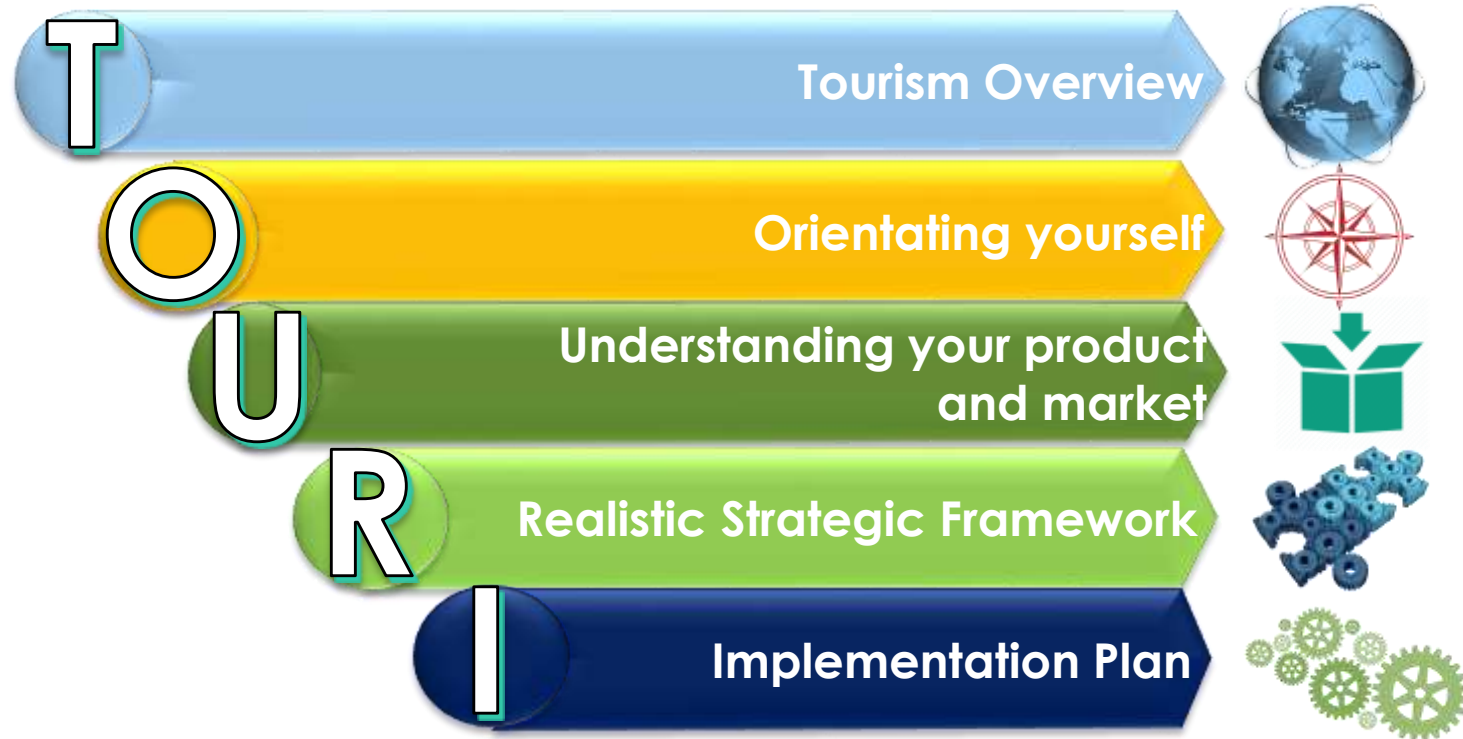 T
Tourism Overview
O
Orientating yourself
U
Understanding your product
and market
R
Realistic Strategic Framework
I
Implementation Plan